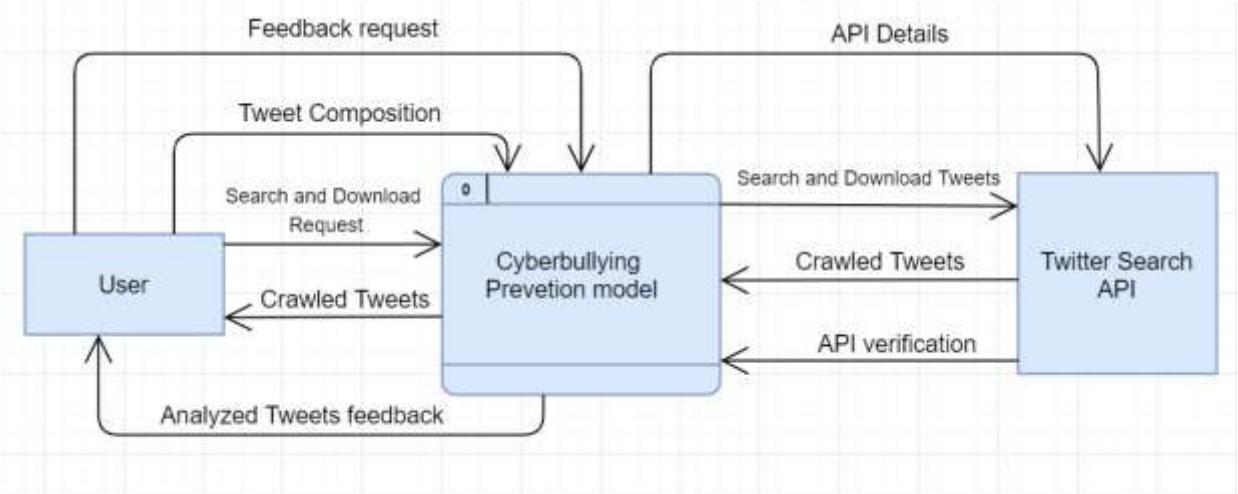 Feedback request
API Details
Tweet Composition
Search and Download
Request
Search and Download Tweets
0
User
Cyberbullying
Prevetion model
Twitter Search
API
Crawled Tweets
Crawled Tweets
API verification
Analyzed Tweets feedback